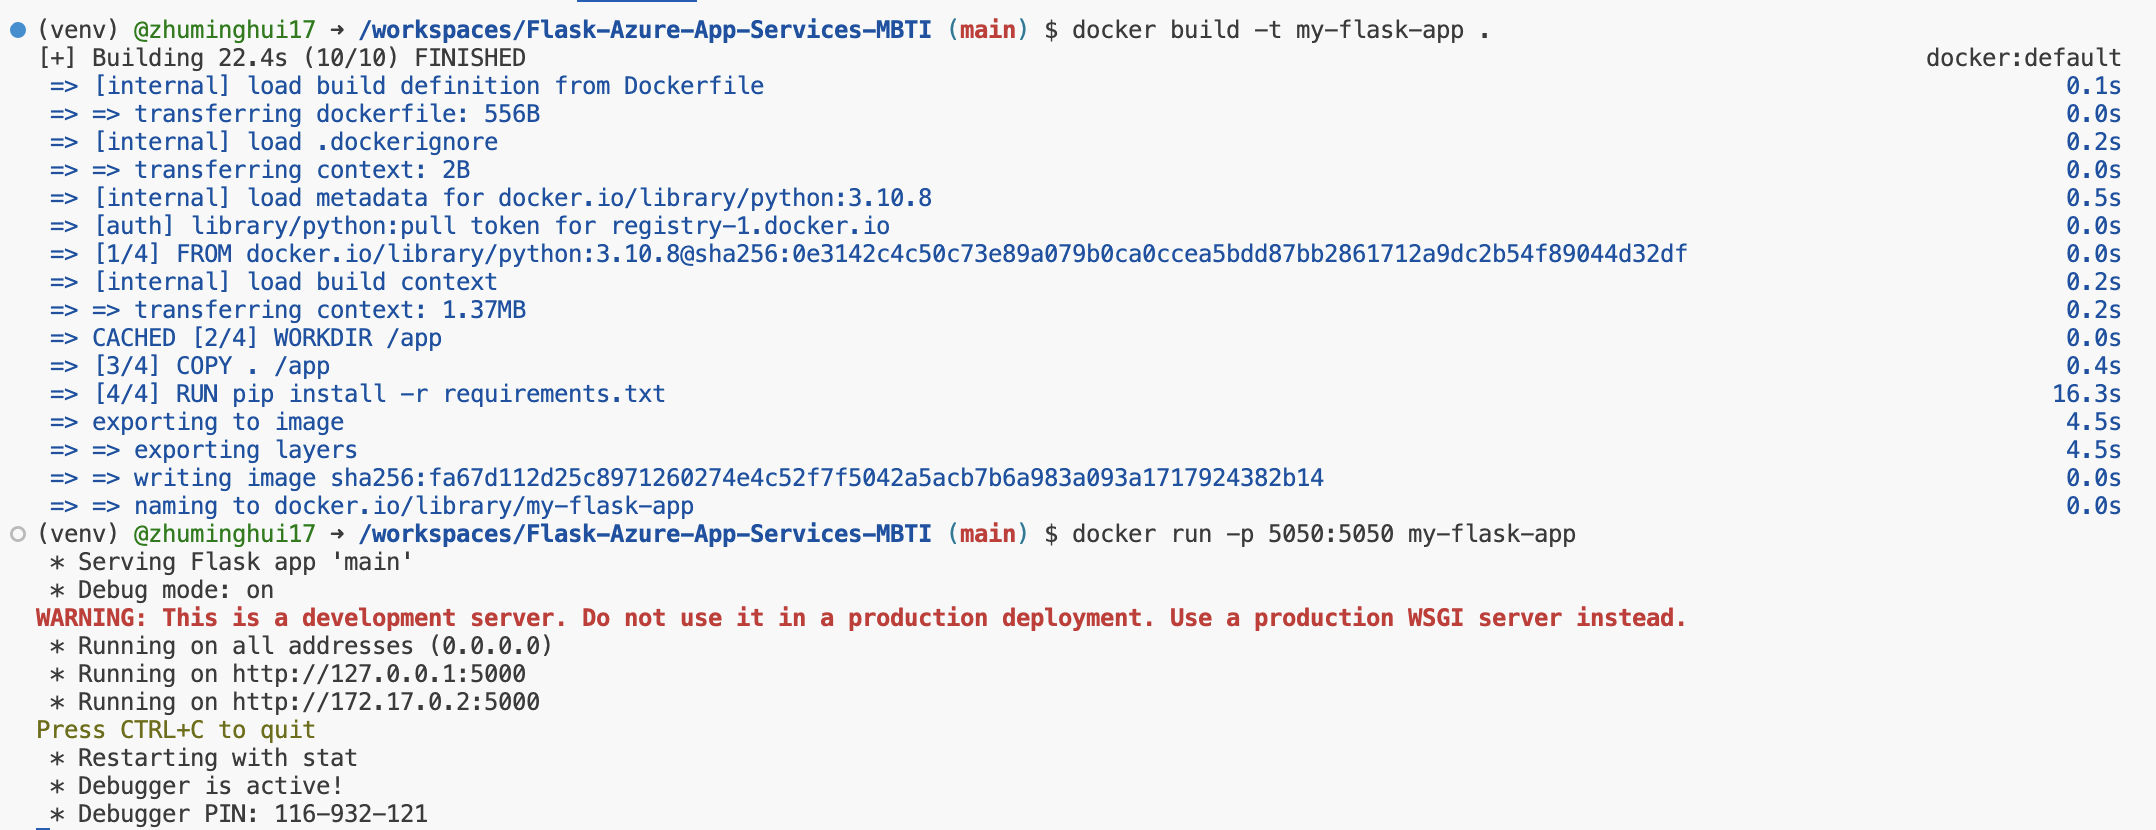 (venv) @zhuminghui17 → /workspaces/Flask-Azure-App-Services-MBTI (main) $ docker build -t my-flask-app .
[+] Building 22.4s (10/10) FINISHED docker:default
=> [internal] load build definition from Dockerfile 0.1s
=> => transferring dockerfile: 556B 0.0s
=> [internal] load .dockerignore 0.2s
=> => transferring context: 2B 0.0s
=> [internal] load metadata for docker.io/library/python:3.10.8 0.5s
=> [auth] library/python:pull token for registry-1.docker.io 0.0s
=> [1/4] FROM docker.io/library/python:3.10.8@sha256:0e3142c4c50c73e89a079b0ca0ccea5bdd87bb2861712a9dc2b54f89044d32df 0.0s
=> [internal] load build context 0.2s
=> => transferring context: 1.37MB 0.2s
=> CACHED [2/4] WORKDIR /app 0.0s
=> [3/4] COPY . /app 0.4s
=> [4/4] RUN pip install -r requirements.txt 16.3s
=> exporting to image 4.5s
=> => exporting layers 4.5s
=> => writing image sha256:fa67d112d25c8971260274e4c52f7f5042a5acb7b6a983a093a1717924382b14 0.0s
=> => naming to docker.io/library/my-flask-app 0.0s
(venv) @zhuminghui17 → /workspaces/Flask-Azure-App-Services-MBTI (main) $ docker run -p 5050:5050 my-flask-app
* Serving Flask app 'main'
* Debug mode: on
WARNING: This is a development server. Do not use it in a production deployment. Use a production WSGI server instead.
* Running on all addresses (0.0.0.0)
* Running on http://127.0.0.1:5000
* Running on http://172.17.0.2:5000
Press CTRL+C to quit
* Restarting with stat
* Debugger is active!
* Debugger PIN: 116-932-121